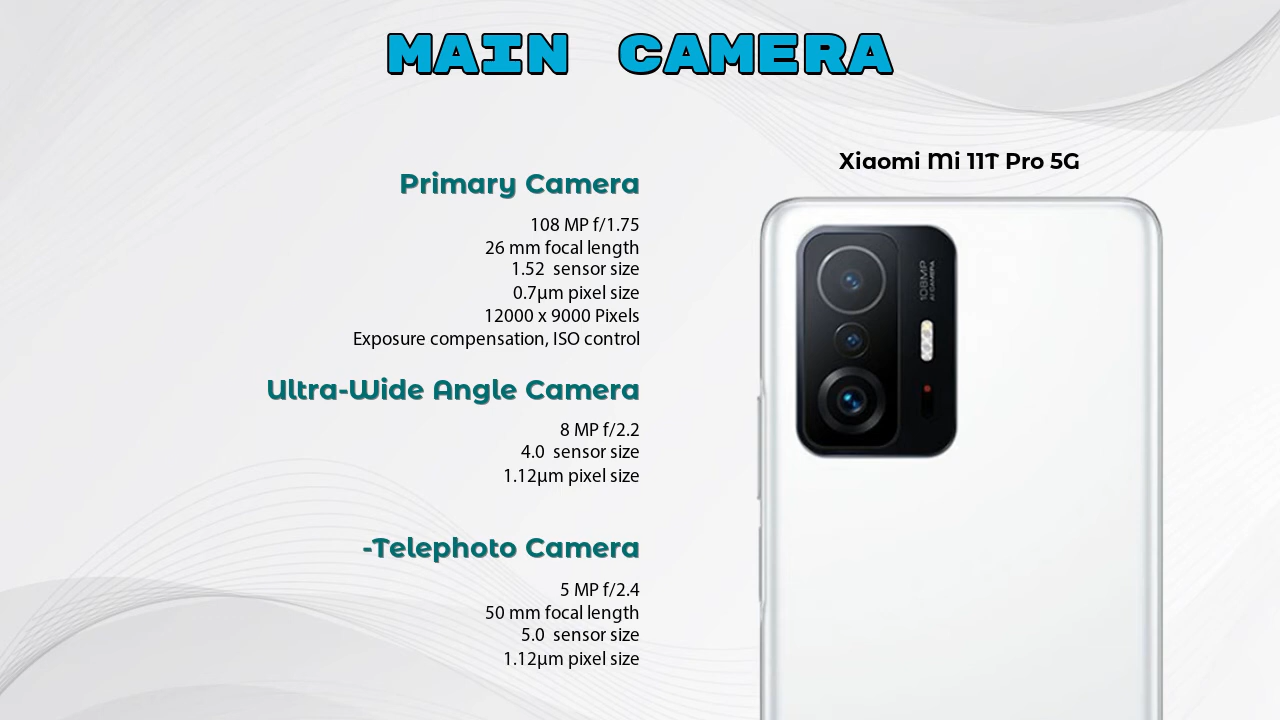 MAIN CAMERA
Primary Camera
108 MP f/1.75
26 mm focal length
1.52 sensor size
0.7µm pixel size
12000 x 9000 Pixels
Exposure compensation, ISO control
Ultra-Wide Angle Camera
8 MP f/2.2
4.0 sensor size
1.12µm pixel size
-Telephoto Camera
5 MP f/2.4
50 mm focal length
5.0 sensor size
1.12µm pixel size
Xiaomi Mi 11T Pro 5G
108MP
AI CAMERA